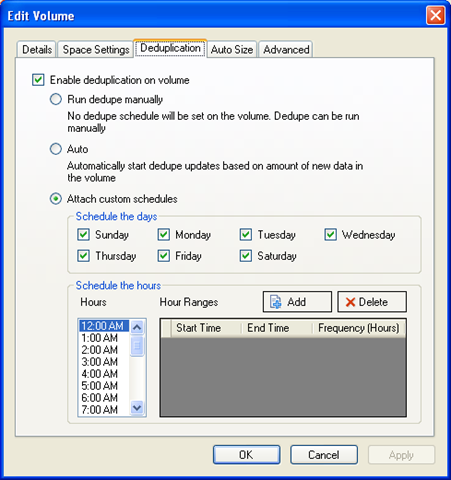 Edit Volume
Details Space Settings Deduplication Auto Size Advanced
Enable deduplication on volume
Run dedupe manually
No dedupe schedule will be set on the volume. Dedupe can be run
manually
Auto
Automatically start dedupe updates based on amount of new data in
the volume
Attach custom schedules
Schedule the days
Sunday Monday Tuesday Wednesday
Thursday Friday Saturday
Schedule the hours
Hours Hour Ranges Add Delete
12:00 AM Start Time End Time Frequency (Hours)
1:00 AM
2:00 AM
3:00 AM
4:00 AM
5:00 AM
6:00 AM
7:00 AM
OK Cancel Apply